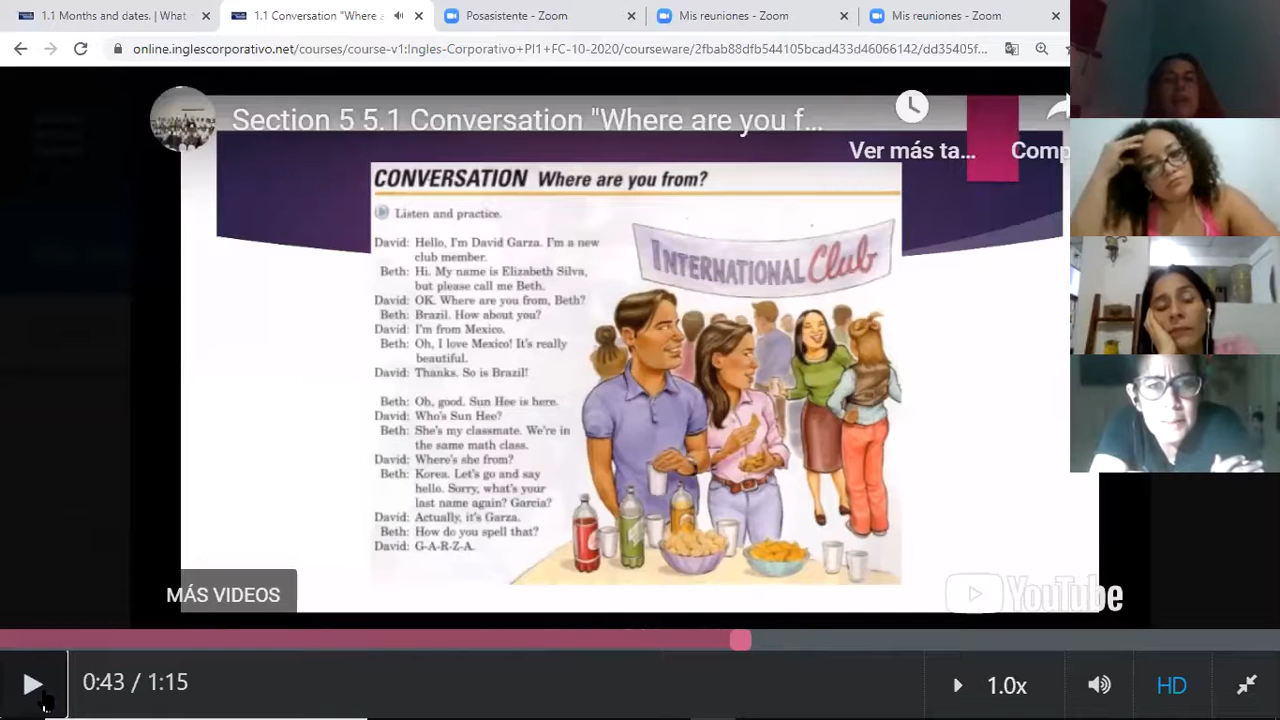 1.1 Months and dates. | What
1.1 Conversation "Where a
Posasistente - Zoom
Mis reuniones - Zoom
Mis reuniones - Zoom
online.inglescorporativo.net/courses/course-v1:Ingles-Corporativo+PI1+FC-10-2020/courseware/2fbab88dfb544105bcad433d46066142/dd35405f...
Section 5 5.1 Conversation "Where are you f...
Ver más ta...
Comp
CONVERSATION Where are you from?
Listen and practice.
INTERNATIONAL Club
David: Hello, I'm David Garza. I'm a new
club member.
Beth: Hi. My name is Elizabeth Silva,
but please call me Beth.
David: OK. Where are you from, Beth?
Beth: Brazil. How about you?
David: I'm from Mexico.
Beth: Oh, I love Mexico! It's really
beautiful.
David: Thanks. So is Brazil!
Beth: Oh, good. Sun Hee is here.
David: Who's Sun Hee?
Beth: She's my classmate. We're in
the same math class.
David: Where's she from?
Beth: Korea. Let's go and say
hello. Sorry, what's your
last name again? Garcia?
David: Actually, it's Garza.
Beth: How do you spell that?
David: G-A-R-Z-A.
MÁS VIDEOS
YouTube
0:43 / 1:15
1.0x
HD